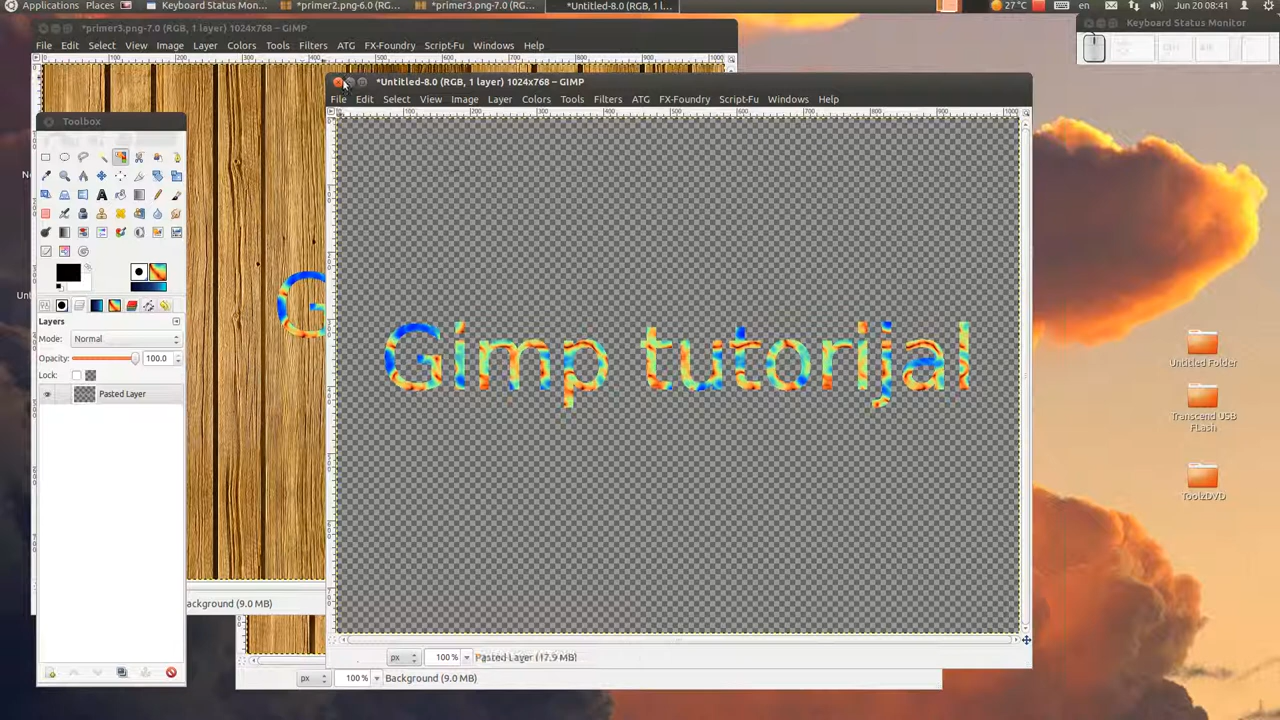 Applications Places Keyboard Status Mon... *primer2.png-6.0 (RG... *primer3.png-7.0 (RG... *Untitled-8.0 (RGB, 1 l... 27 °C en Mon Jun 20 08:41
*primer3.png-7.0 (RGB, 1 layer) 1024x768 – GIMP
Keyboard Status Monitor
File Edit Select View Image Layer Colors Tools Filters ATG FX-Foundry Script-Fu Windows Help
*Untitled-8.0 (RGB, 1 layer) 1024x768 – GIMP
File Edit Select View Image Layer Colors Tools Filters ATG FX-Foundry Script-Fu Windows Help
Toolbox
G
Layers
Mode: Normal
Opacity: 100.0
Lock:
Pasted Layer
Gimp tutorijal
Untitled Folder
Transcend USB
FLash
ToolzDVD
ackground (9.0 MB)
px 100% Pasted Layer (17.9 MB)
px 100% Background (9.0 MB)